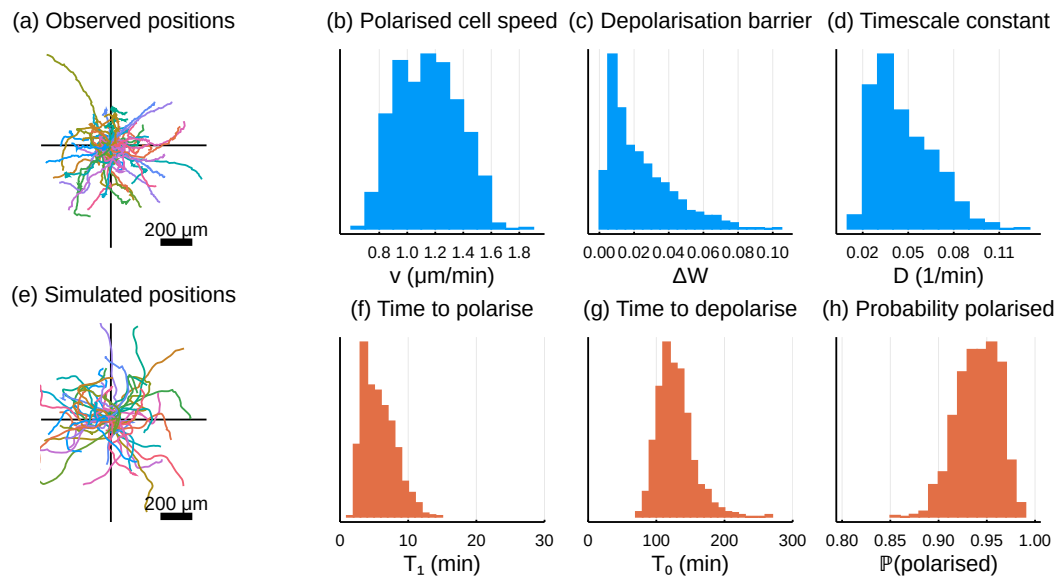 (a) Observed positions
200 μm
(b) Polarised cell speed
0.8 1.0 1.2 1.4 1.6 1.8
v (μm/min)
(c) Depolarisation barrier
0.00 0.02 0.04 0.06 0.08 0.10
ΔW
(d) Timescale constant
0.02 0.05 0.08 0.11
D (1/min)
(e) Simulated positions
200 μm
(f) Time to polarise
0 10 20 30
T₁ (min)
(g) Time to depolarise
0 100 200 300
T₀ (min)
(h) Probability polarised
0.80 0.85 0.90 0.95 1.00
ℙ(polarised)